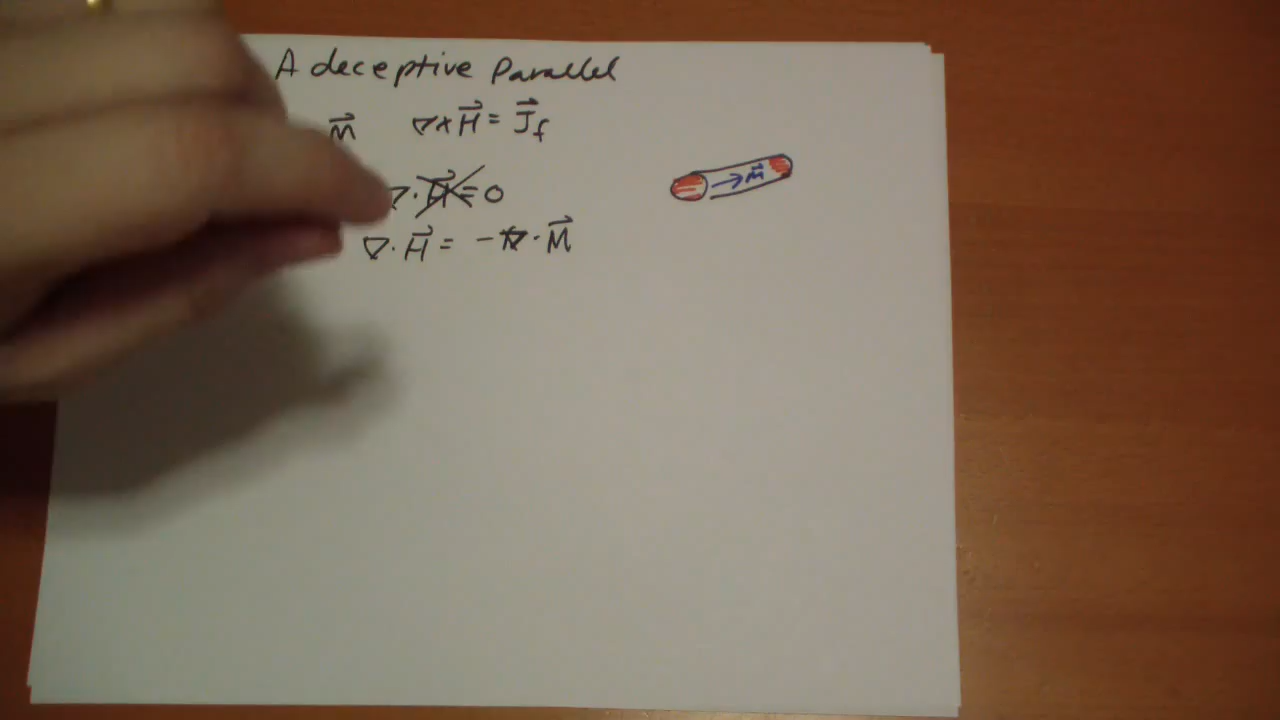 A deceptive Parallel
M⃗ ∇×H⃗ = J⃗f
∇·H⃗ = 0
∇·H⃗ = -∇·M⃗
→ M⃗